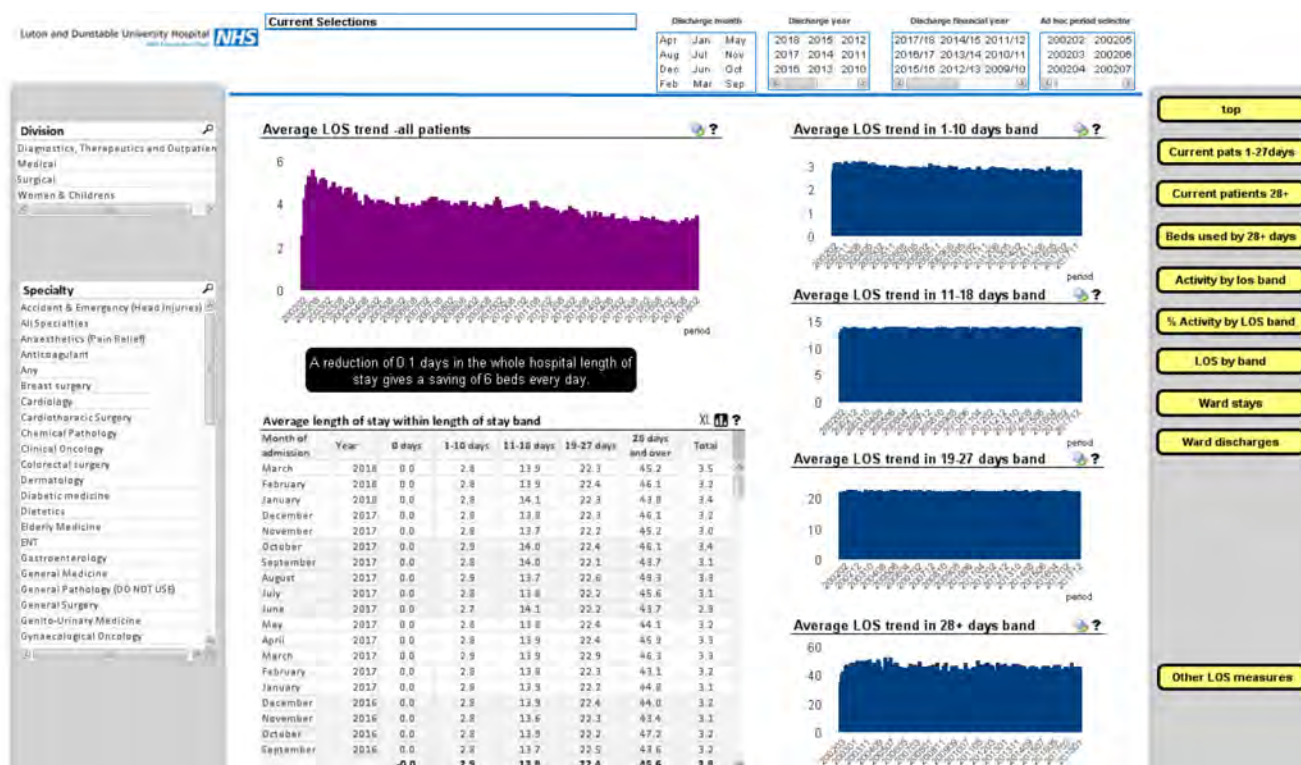 Luton and Dunstable University Hospital NHS
Current Selections
Discharge month
Apr Jan May
Aug Jul Nov
Dec Jun Oct
Feb Mar Sep
Discharge year
2018 2015 2012
2017 2014 2011
2016 2013 2010
Discharge financial year
2017/18 2014/15 2011/12
2016/17 2013/14 2010/11
2015/16 2012/13 2009/10
Ad hoc period selector
200202 200205
200203 200206
200204 200207
Division
Diagnostics, Therapeutics and Outpatien
Medical
Surgical
Women & Childrens
Specialty
Accident & Emergency (Head Injuries)
All Specialties
Anaesthetics (Pain Relief)
Anticoagulant
Any
Breast surgery
Cardiology
Cardiothoracic Surgery
Chemical Pathology
Clinical Oncology
Colorectal surgery
Dermatology
Diabetic medicine
Dietetics
Elderly Medicine
ENT
Gastroenterology
General Medicine
General Pathology (DO NOT USE)
General Surgery
Genito-Urinary Medicine
Gynaecological Oncology
Average LOS trend -all patients
?
6
4
2
0
period
A reduction of 0.1 days in the whole hospital length of
stay gives a saving of 6 beds every day.
Average length of stay within length of stay band
XL ?
Month of admission Year 0 days 1-10 days 11-18 days 19-27 days 28 days and over Total
March 2018 0.0 2.8 13.9 22.3 45.2 3.5
February 2018 0.0 2.8 13.9 22.4 46.1 3.2
January 2018 0.0 2.8 14.1 22.3 43.8 3.4
December 2017 0.0 2.8 13.8 22.3 46.1 3.2
November 2017 0.0 2.8 13.7 22.2 45.2 3.0
October 2017 0.0 2.9 14.0 22.4 46.1 3.4
September 2017 0.0 2.8 14.0 22.1 43.7 3.1
August 2017 0.0 2.9 13.7 22.6 3.3
July 2017 0.0 2.8 13.8 22.2 45.6 3.1
June 2017 0.0 2.7 14.1 22.2 43.7 2.9
May 2017 0.0 2.8 13.8 22.4 44.1 3.2
April 2017 0.0 2.8 13.9 22.4 45.9 3.3
March 2017 0.0 2.9 13.9 22.9 46.3 3.3
February 2017 0.0 2.8 13.8 22.3 43.1 3.2
January 2017 0.0 2.8 13.9 22.2 44.8 3.1
December 2016 0.0 2.8 13.9 22.4 44.0 3.2
November 2016 0.0 2.8 13.6 22.3 43.4 3.1
October 2016 0.0 2.8 13.9 22.2 47.2 3.2
September 2016 0.0 2.8 13.7 22.5 43.6 3.2
-0.0 2.9 13.8 22.4 45.6
Average LOS trend in 1-10 days band
?
3
2
1
0
period
Average LOS trend in 11-18 days band
?
15
10
5
0
period
Average LOS trend in 19-27 days band
?
20
10
0
period
Average LOS trend in 28+ days band
?
60
40
20
0
top
Current pats 1-27days
Current patients 28+
Beds used by 28+ days
Activity by los band
% Activity by LOS band
LOS by band
Ward stays
Ward discharges
Other LOS measures